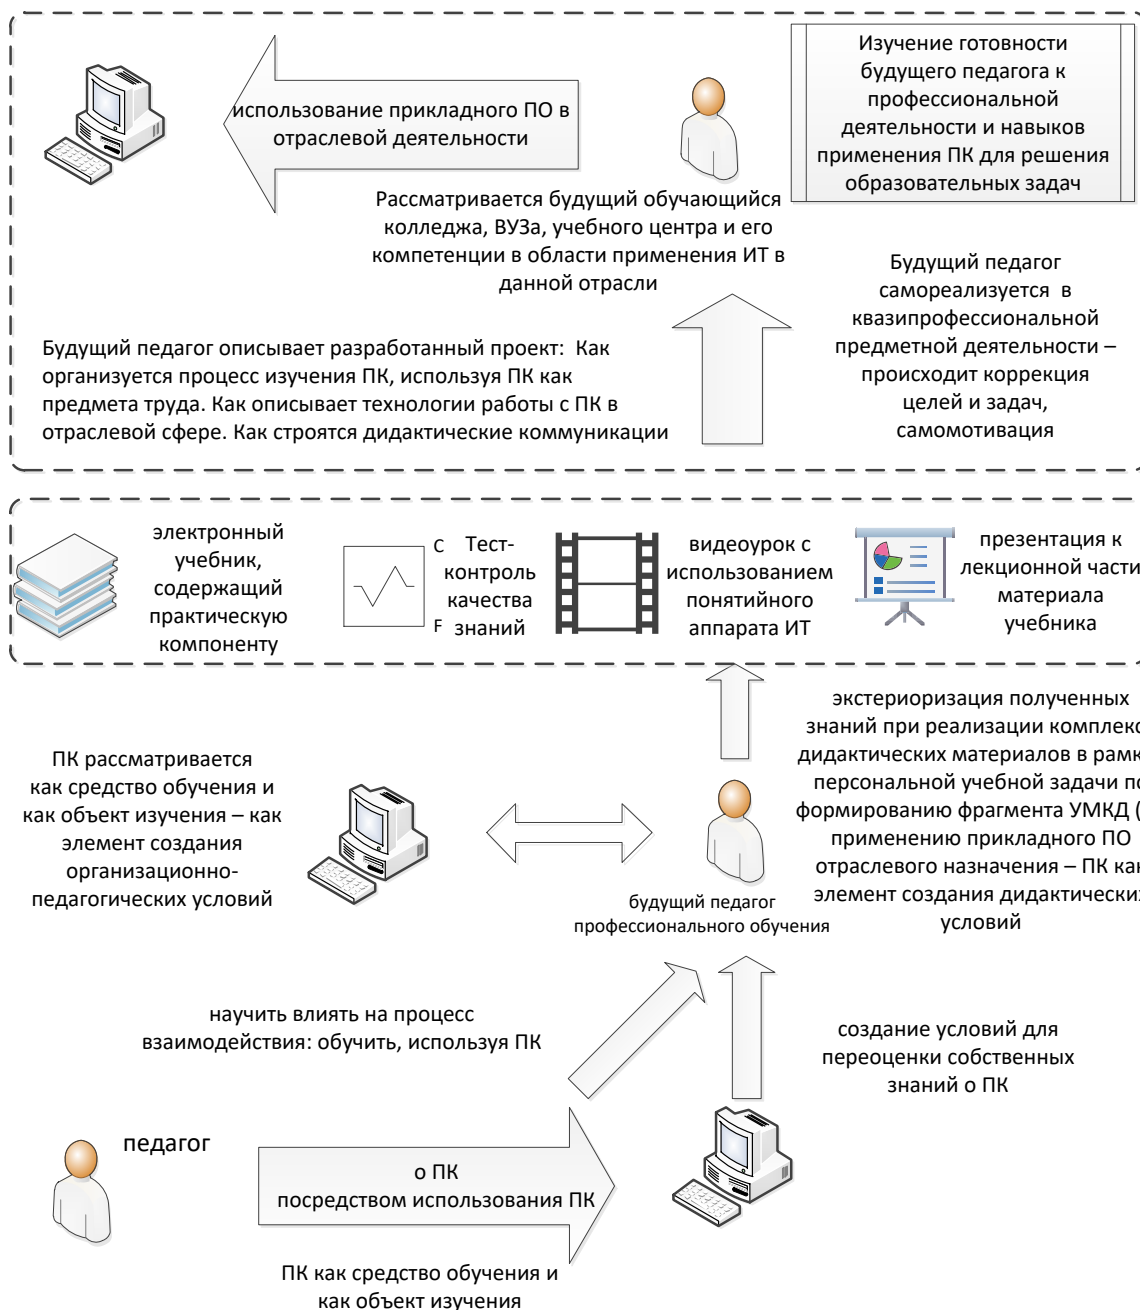 Изучение готовности
будущего педагога к
профессиональной
деятельности и навыков
применения ПК для решения
образовательных задач
использование прикладного ПО в
отраслевой деятельности
Рассматривается будущий обучающийся
колледжа, ВУЗа, учебного центра и его
компетенции в области применения ИТ в
данной отрасли
Будущий педагог
самореализуется в
квазипрофессиональной
предметной деятельности –
происходит коррекция
целей и задач,
самомотивация
Будущий педагог описывает разработанный проект: Как
организуется процесс изучения ПК, используя ПК как
предмета труда. Как описывает технологии работы с ПК в
отраслевой сфере. Как строятся дидактические коммуникации
электронный
учебник,
содержащий
практическую
компоненту
C
F
Тест-
контроль
качества
знаний
видеоурок с
использованием
понятийного
аппарата ИТ
презентация к
лекционной части
материала
учебника
экстериоризация полученных
знаний при реализации
дидактических материалов в
персональной учебной задачи
формированию фрагмента УМКД
применению прикладного ПО
отраслевого назначения – ПК
элемент создания
условий
ПК рассматривается
как средство обучения и
как объект изучения – как
элемент создания
организационно-
педагогических условий
будущий педагог
профессионального обучения
научить влиять на процесс
взаимодействия: обучить, используя ПК
создание условий для
переоценки собственных
знаний о ПК
педагог
о ПК
посредством использования ПК
ПК как средство обучения и
как объект изучения